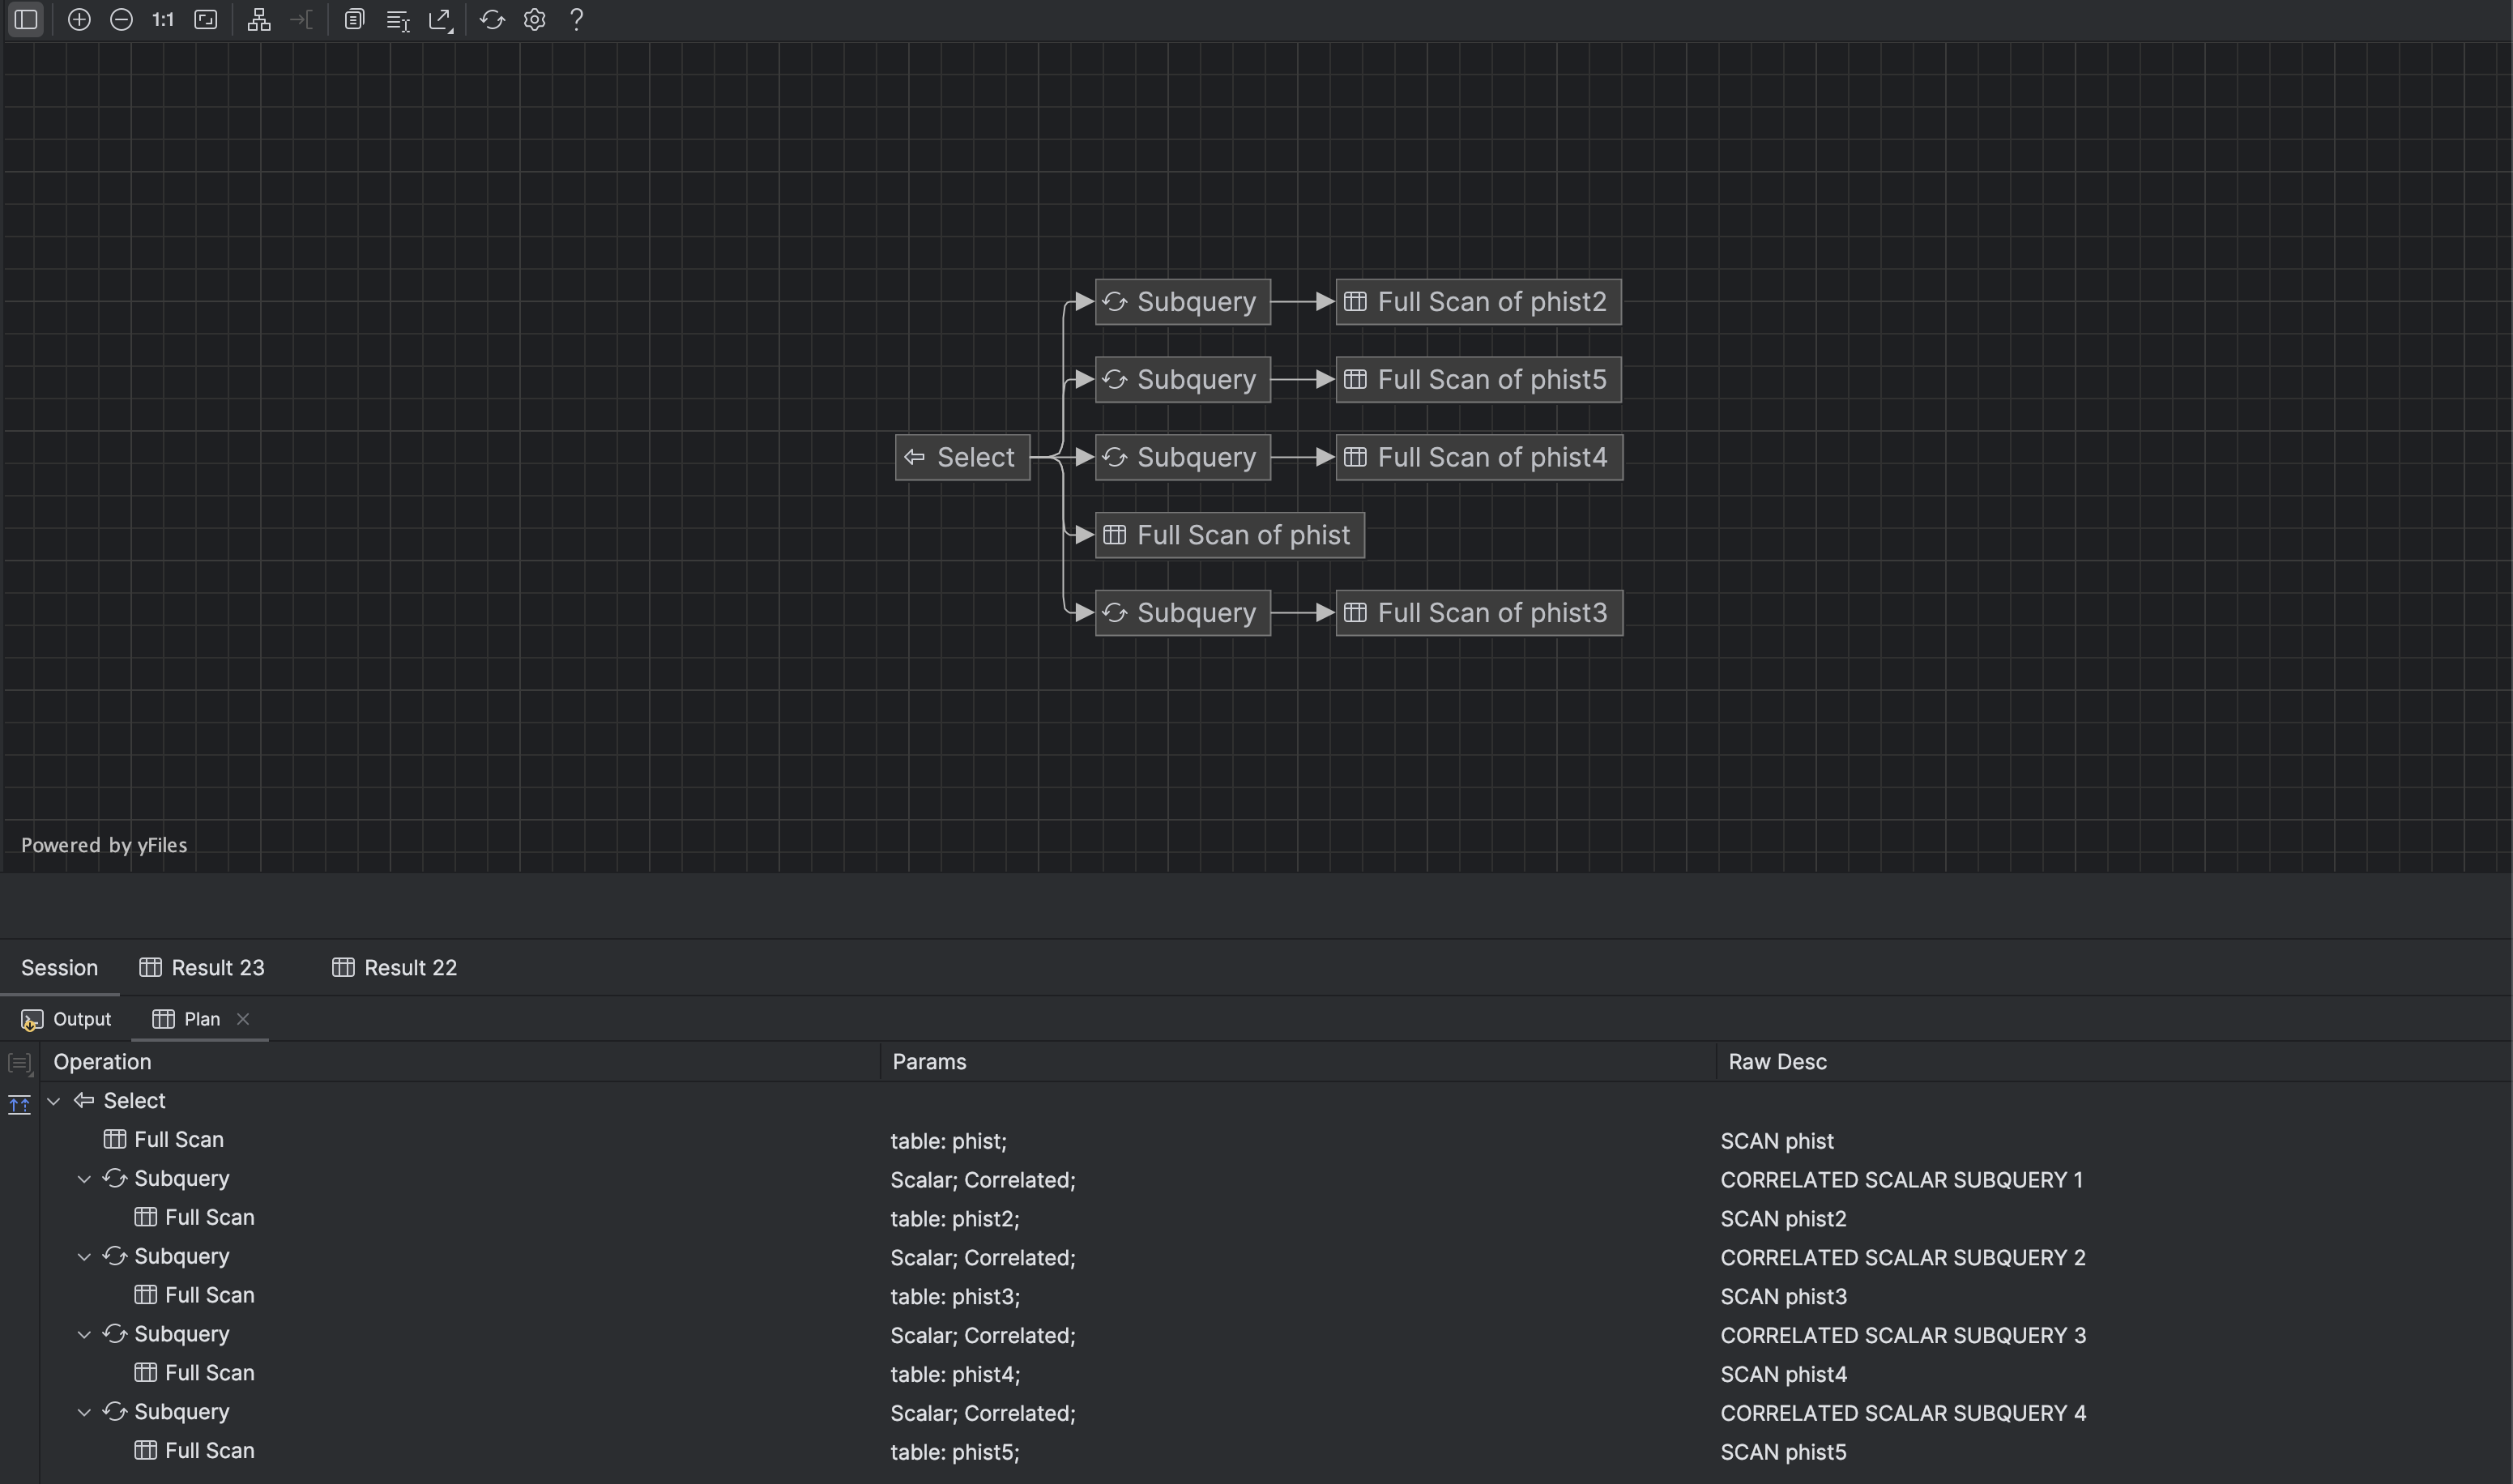 1:1
Subquery Full Scan of phist2
Subquery Full Scan of phist5
Select Subquery Full Scan of phist4
Full Scan of phist
Subquery Full Scan of phist3
Powered by yFiles
Session Result 23 Result 22
Output Plan
Operation Params Raw Desc
Select
Full Scan table: phist; SCAN phist
Subquery Scalar; Correlated; CORRELATED SCALAR SUBQUERY 1
Full Scan table: phist2; SCAN phist2
Subquery Scalar; Correlated; CORRELATED SCALAR SUBQUERY 2
Full Scan table: phist3; SCAN phist3
Subquery Scalar; Correlated; CORRELATED SCALAR SUBQUERY 3
Full Scan table: phist4; SCAN phist4
Subquery Scalar; Correlated; CORRELATED SCALAR SUBQUERY 4
Full Scan table: phist5; SCAN phist5